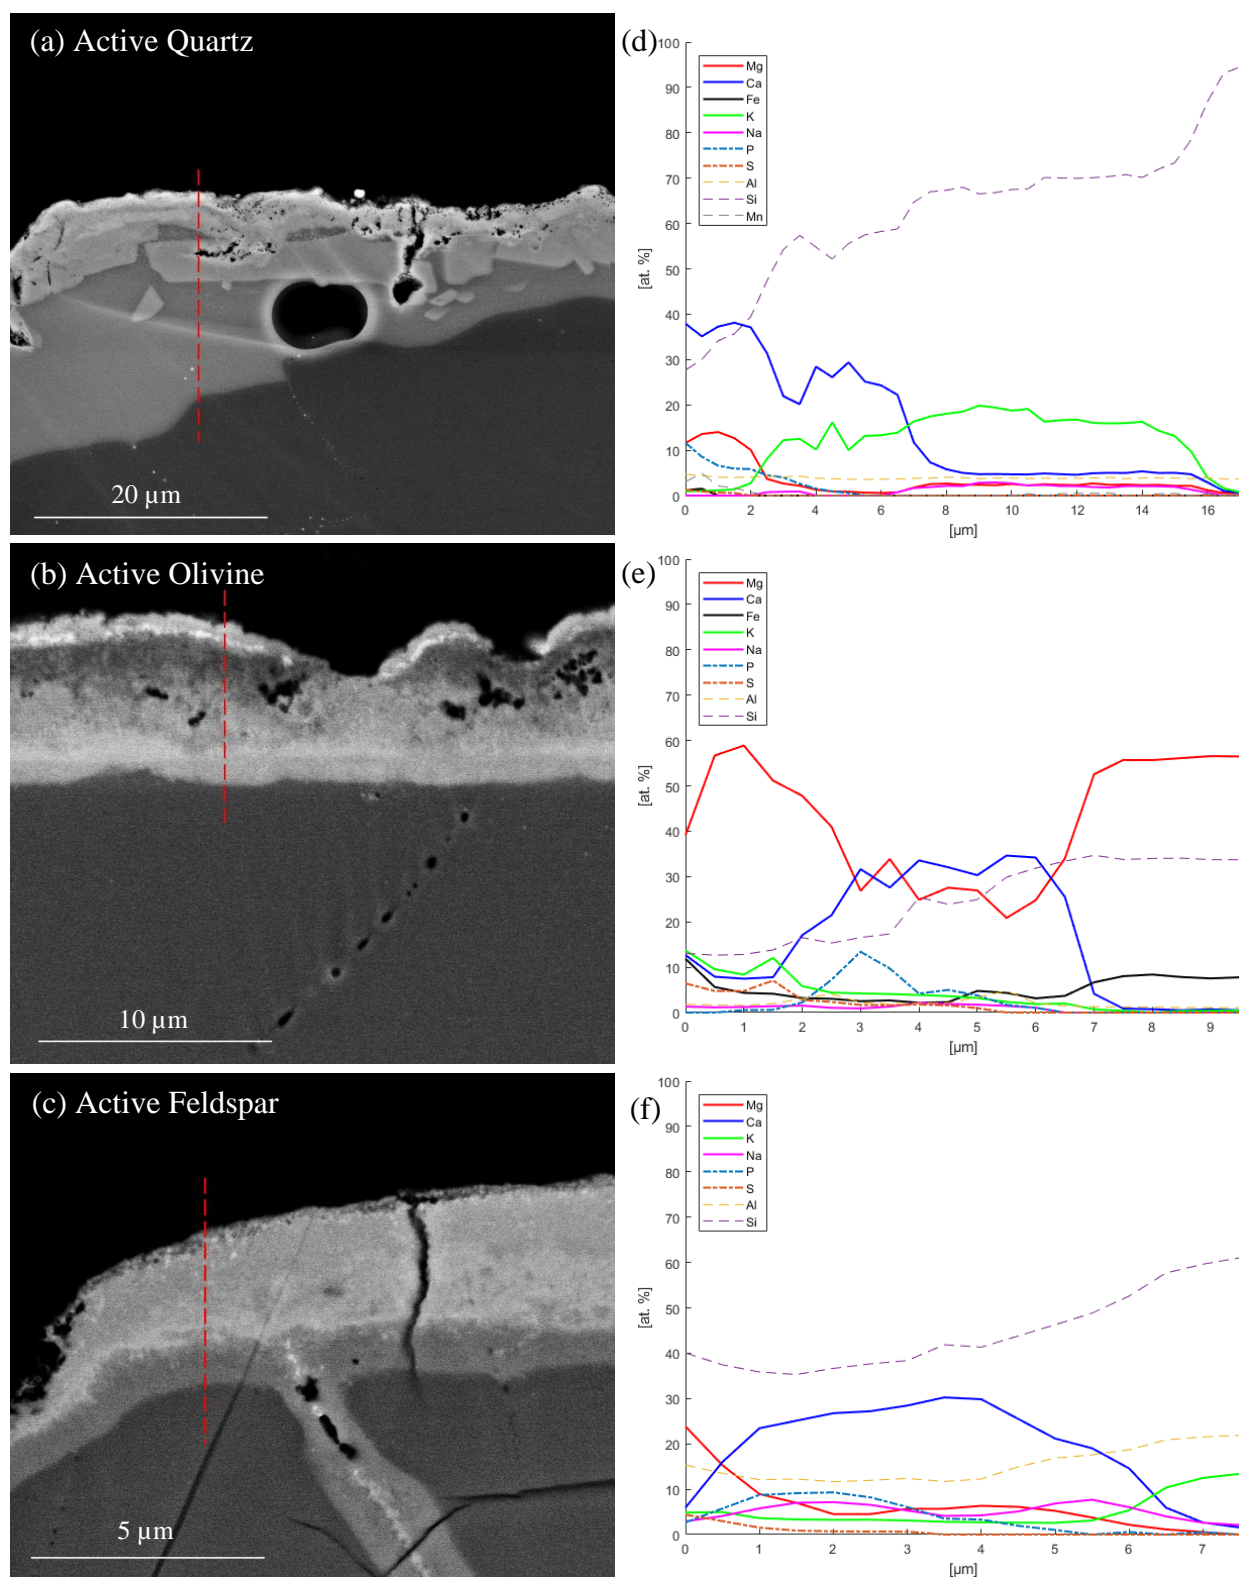 (a) Active Quartz
20 µm
(d)
100
90
80
70
60
50
40
30
20
10
0
[at. %]
Mg
Ca
Fe
K
Na
P
S
Al
Si
Mn
0 2 4 6 8 10 12 14 16
[µm]
(b) Active Olivine
10 µm
(e)
100
90
80
70
60
50
40
30
20
10
0
[at. %]
Mg
Ca
Fe
K
Na
P
S
Al
Si
0 1 2 3 4 5 6 7 8 9
[µm]
(c) Active Feldspar
5 µm
(f)
100
90
80
70
60
50
40
30
20
10
0
[at. %]
Mg
Ca
K
Na
P
S
Al
Si
0 1 2 3 4 5 6 7
[µm]